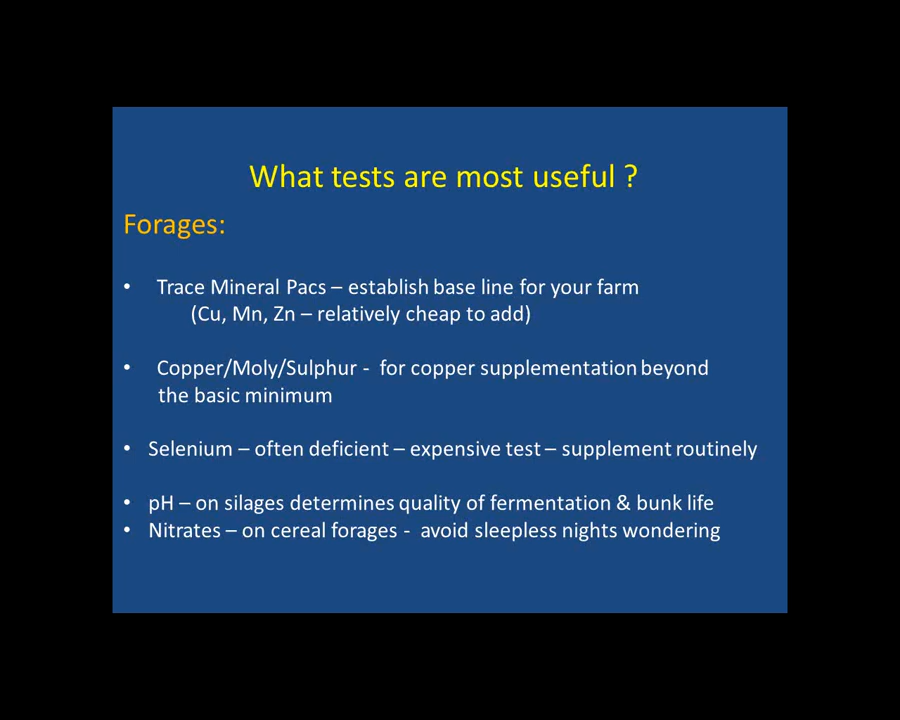 What tests are most useful ?
Forages:
• Trace Mineral Pacs – establish base line for your farm
(Cu, Mn, Zn – relatively cheap to add)
• Copper/Moly/Sulphur - for copper supplementation beyond
the basic minimum
• Selenium – often deficient – expensive test – supplement routinely
• pH – on silages determines quality of fermentation & bunk life
• Nitrates – on cereal forages - avoid sleepless nights wondering